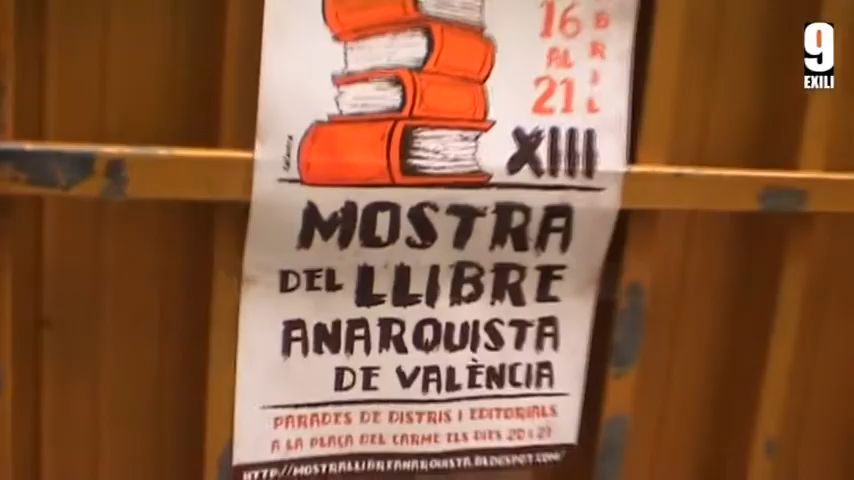 16
AL
21
ABRIL
XIII
MOSTRA
DEL LLIBRE
ANARQUISTA
DE VALÈNCIA
PARADES DE DISTRIS I EDITORIALS
A LA PLAÇA DEL CARME ELS DIES 20 I 21
HTTP://MOSTRALLIBREANARQUISTA.BLOGSPOT.COM/
9
EXILI